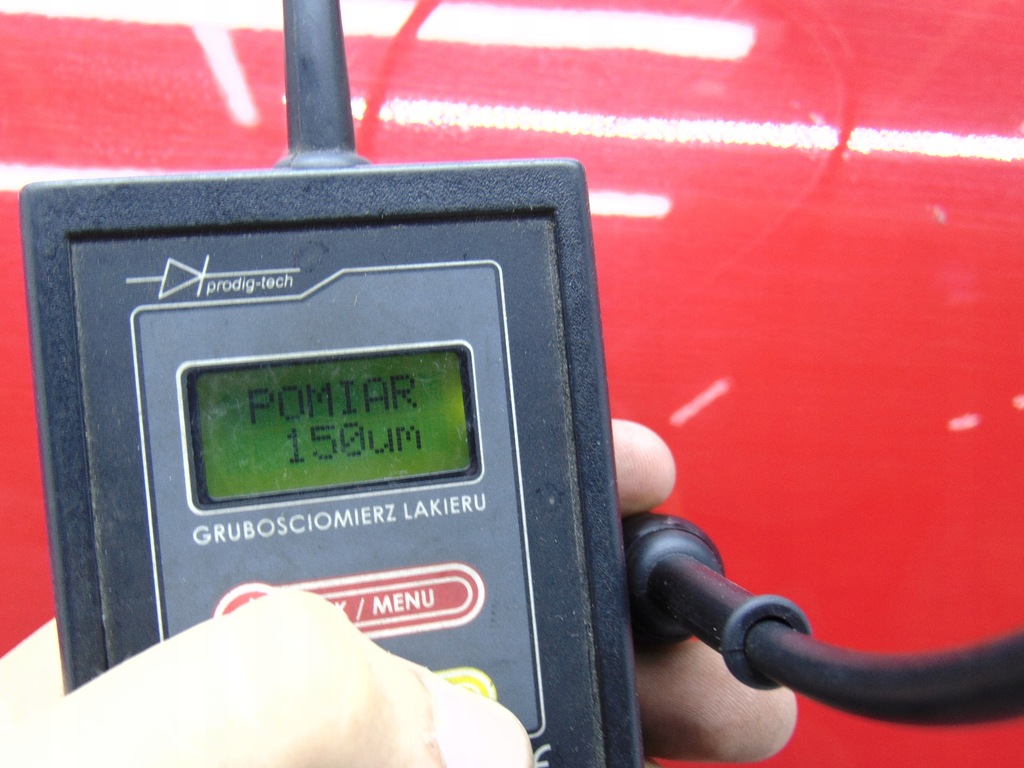 prodig-tech
POMIAR
150um
GRUBOSCIOMIERZ LAKIERU
/ MENU